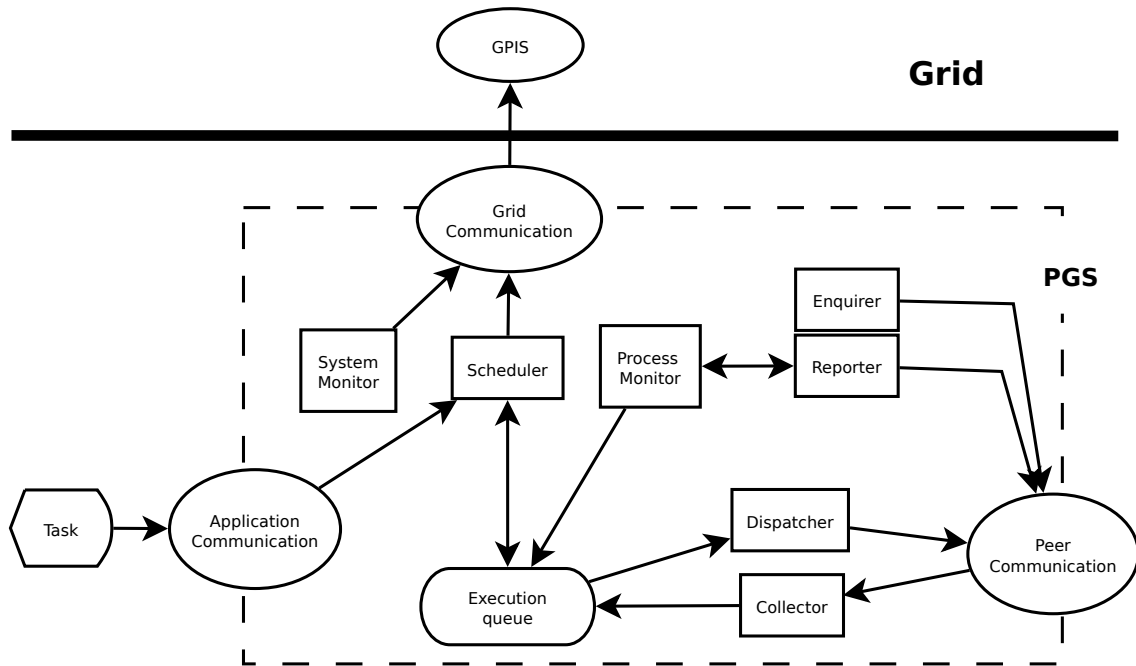 GPIS
Grid
Grid
Communication
PGS
Enquirer
System
Monitor
Scheduler
Process
Monitor
Reporter
Task
Application
Communication
Dispatcher
Peer
Communication
Execution
queue
Collector